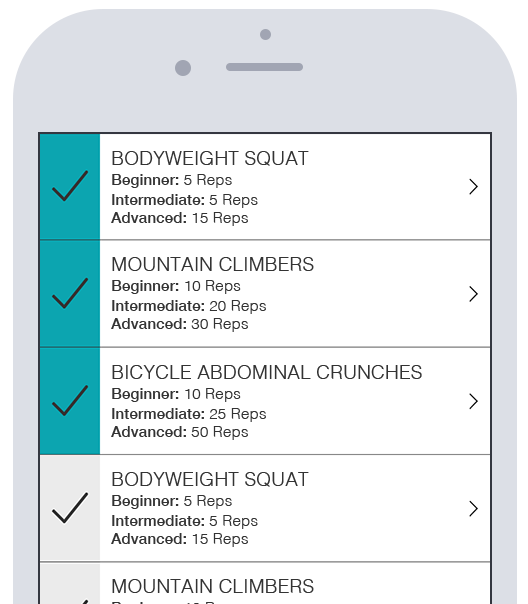 BODYWEIGHT SQUAT
Beginner: 5 Reps
Intermediate: 5 Reps
Advanced: 15 Reps
MOUNTAIN CLIMBERS
Beginner: 10 Reps
Intermediate: 20 Reps
Advanced: 30 Reps
BICYCLE ABDOMINAL CRUNCHES
Beginner: 10 Reps
Intermediate: 25 Reps
Advanced: 50 Reps
BODYWEIGHT SQUAT
Beginner: 5 Reps
Intermediate: 5 Reps
Advanced: 15 Reps
MOUNTAIN CLIMBERS